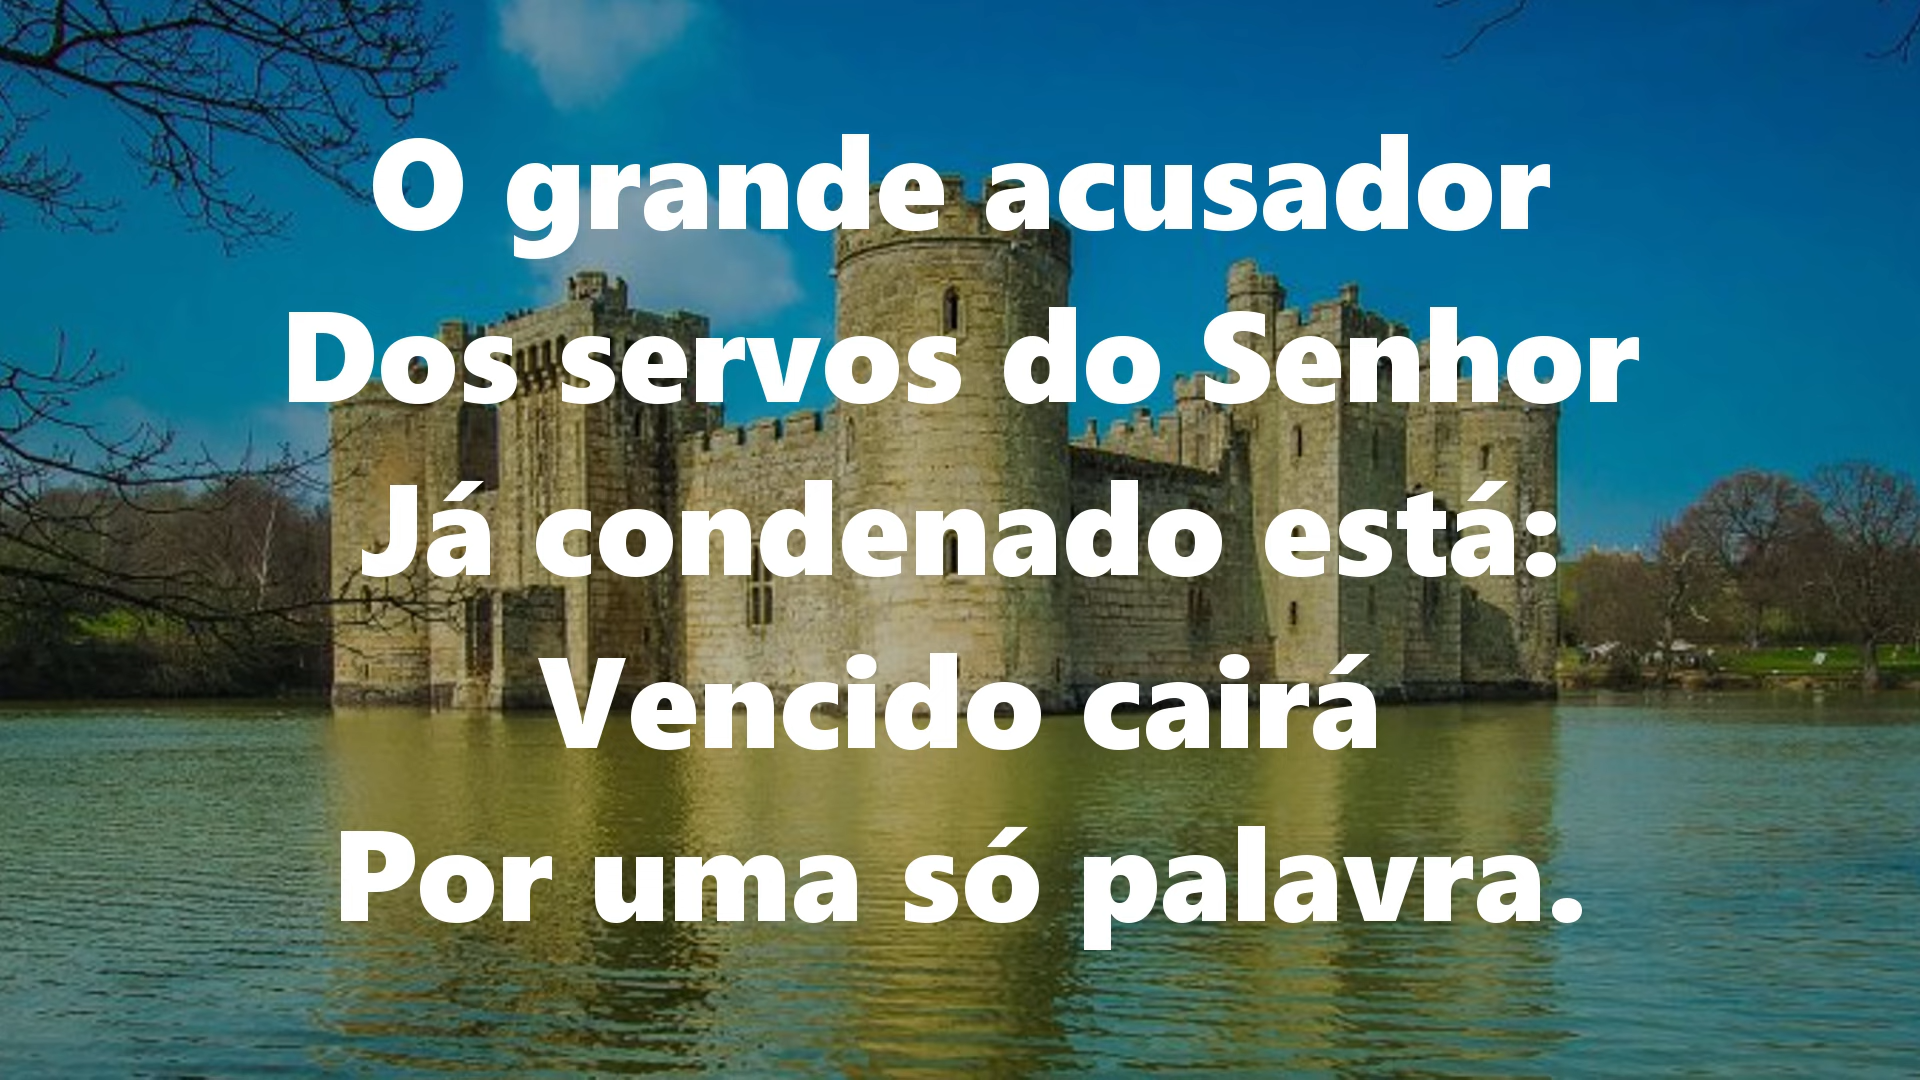 O grande acusador
Dos servos do Senhor
Já condenado está:
Vencido cairá
Por uma só palavra.